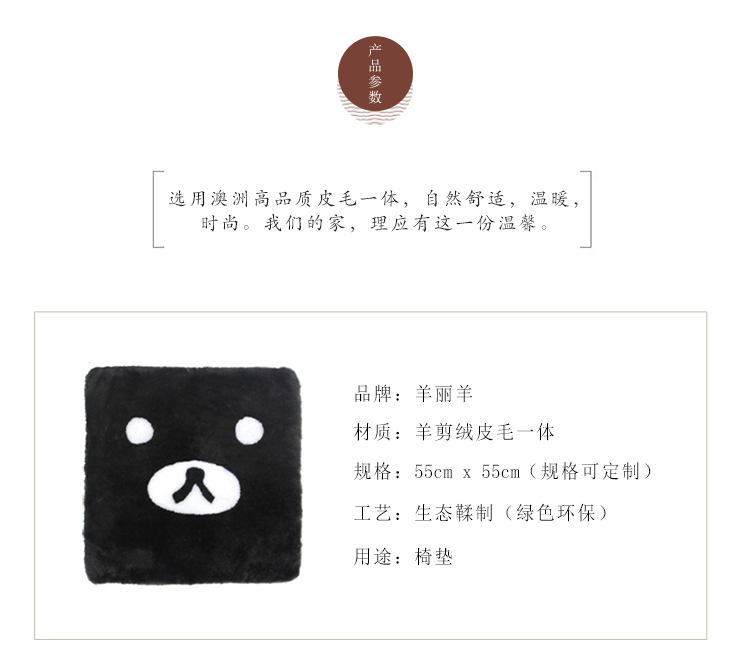 产品参数
选用澳洲高品质皮毛一体，自然舒适，温暖，
时尚。我们的家，理应有这一份温馨。
品牌：羊丽羊
材质：羊剪绒皮毛一体
规格：55cm x 55cm（规格可定制）
工艺：生态鞣制（绿色环保）
用途：椅垫